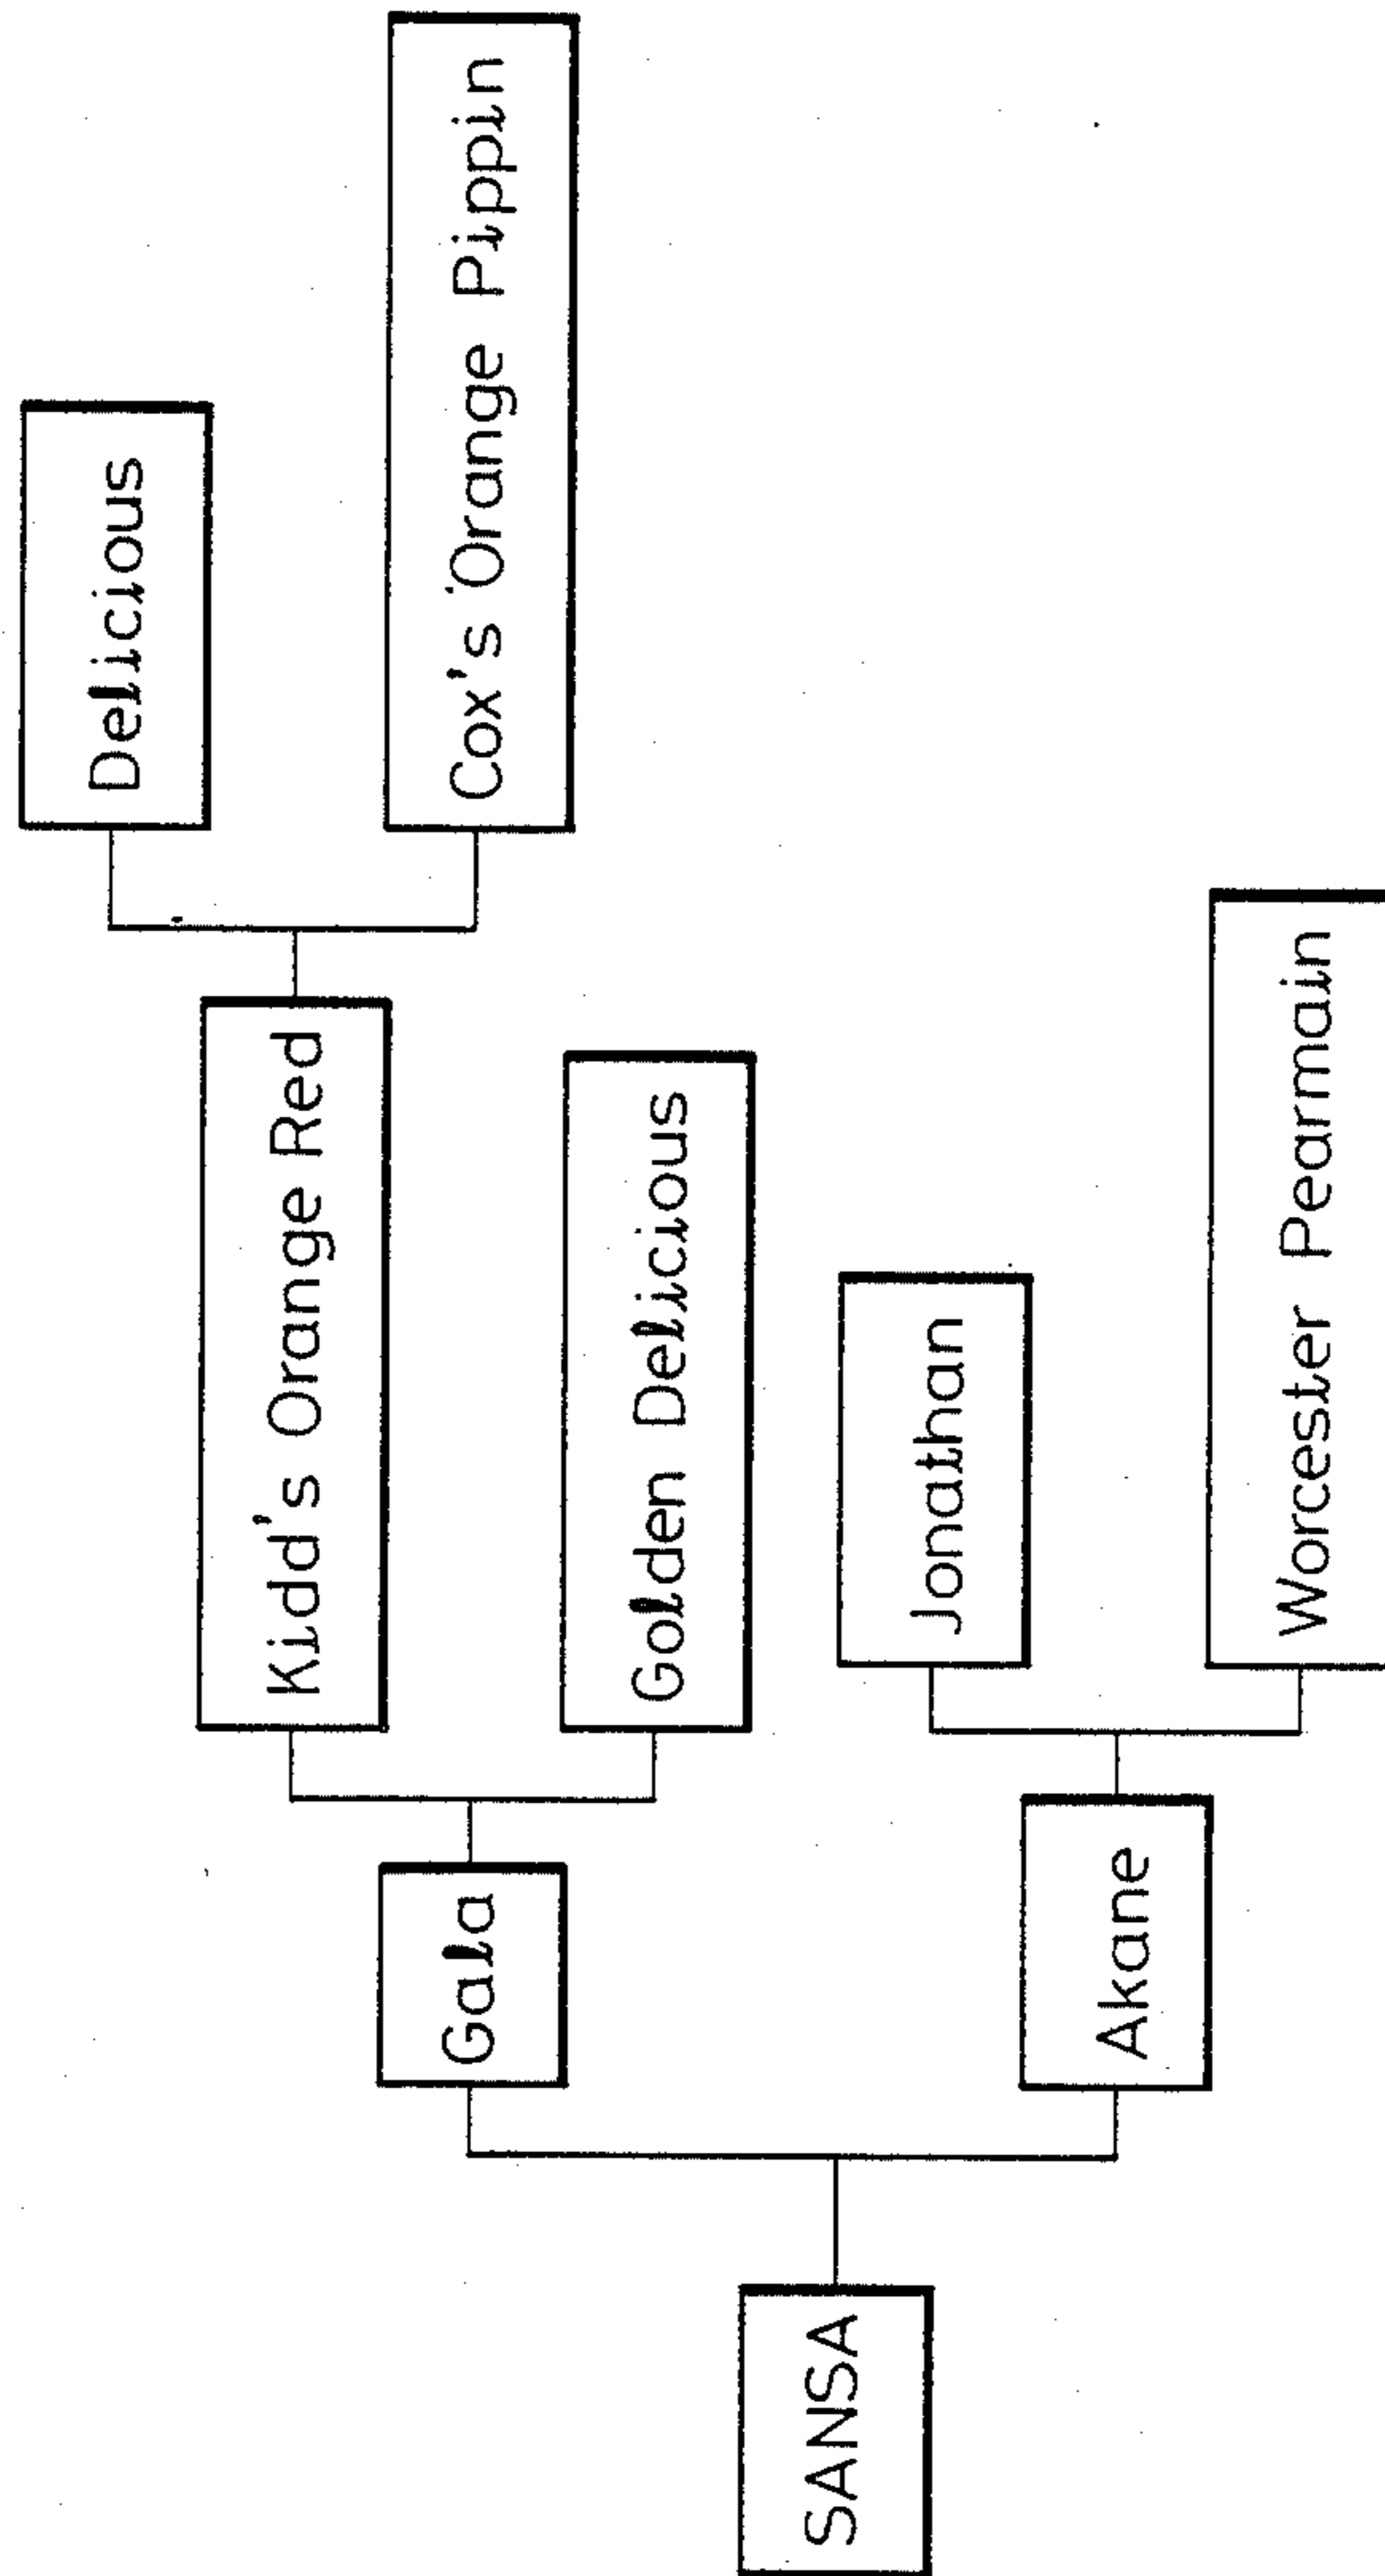 Delicious
Kidd's Orange Red
Cox's Orange Pippin
Gala
Golden Delicious
SANSA
Jonathan
Akane
Worcester Pearmain